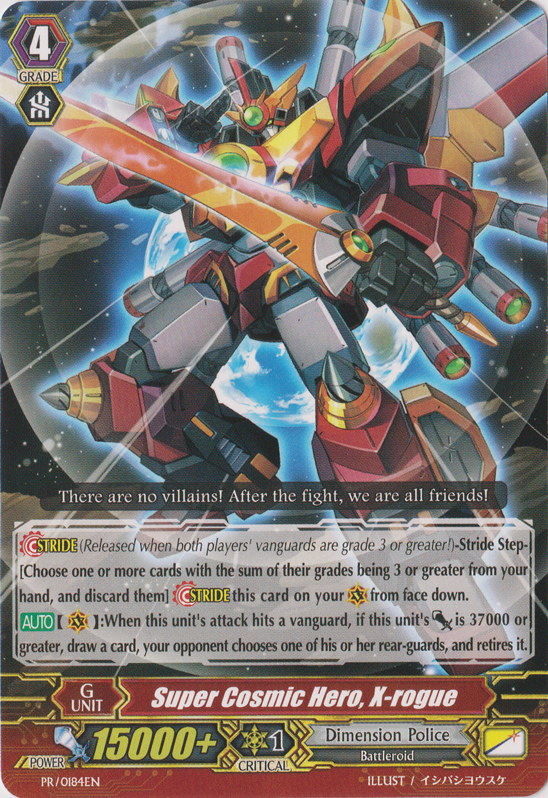 4
GRADE
There are no villains! After the fight, we are all friends!
STRIDE (Released when both players' vanguards are grade 3 or greater!)-Stride Step-
[Choose one or more cards with the sum of their grades being 3 or greater from your
hand, and discard them] STRIDE this card on your from face down.
AUTO 【 】:When this unit's attack hits a vanguard, if this unit's is 37000 or
greater, draw a card, your opponent chooses one of his or her rear-guards, and retires it.
G
UNIT
Super Cosmic Hero, X-rogue
POWER 15000+
1
CRITICAL
Dimension Police
Battleroid
PR/0184EN
ILLUST / イシバシヨウスケ